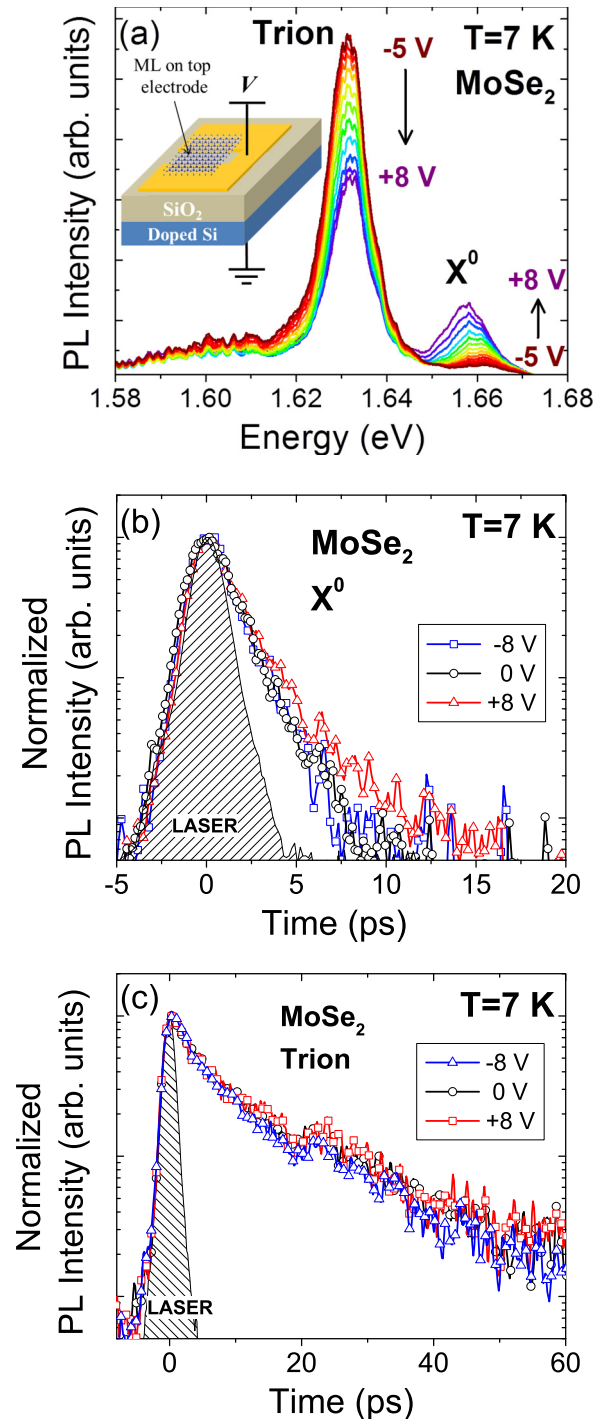 (a)
Trion
T=7 K
MoSe2
ML on top
electrode
V
-5 V
+8 V
SiO2
Doped Si
X0
+8 V
-5 V
PL Intensity (arb. units)
1.58 1.60 1.62 1.64 1.66 1.68
Energy (eV)
(b)
T=7 K
MoSe2
X0
-8 V
0 V
+8 V
LASER
Normalized
PL Intensity (arb. units)
-5 0 5 10 15 20
Time (ps)
(c)
T=7 K
MoSe2
Trion
-8 V
0 V
+8 V
LASER
Normalized
PL Intensity (arb. units)
0 20 40 60
Time (ps)